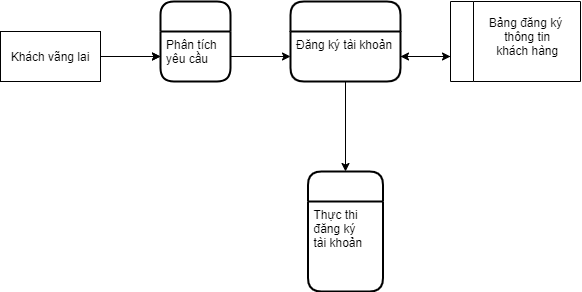 Khách vãng lai
Phân tích
yêu cầu
Đăng ký tài khoản
Bảng đăng ký
thông tin
khách hàng
Thực thi
đăng ký
tài khoản